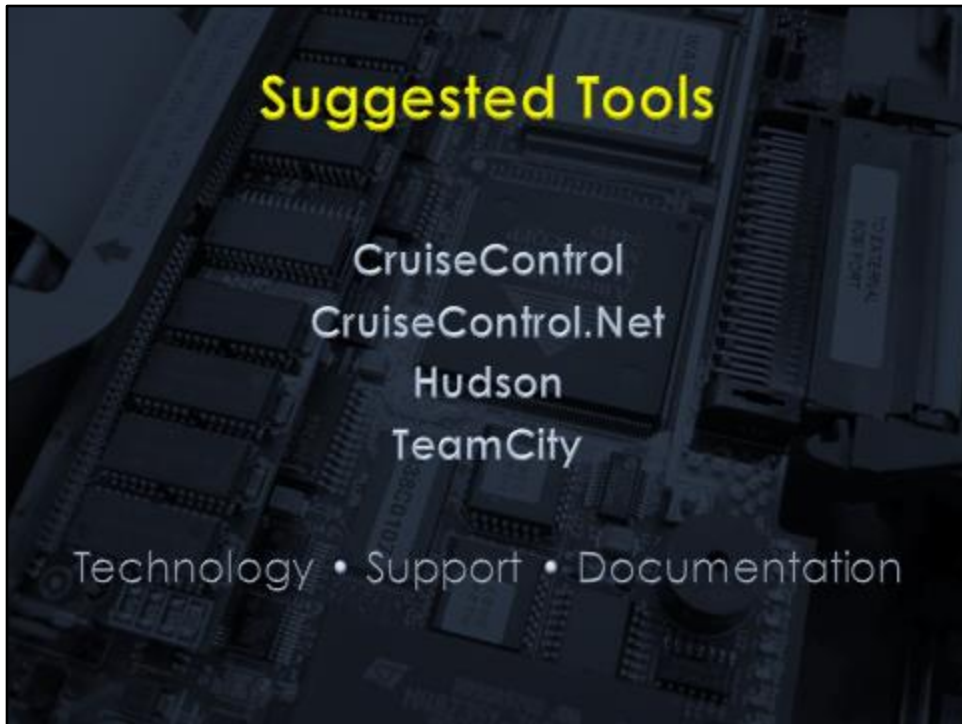 Suggested Tools
CruiseControl
CruiseControl.Net
Hudson
TeamCity
Technology • Support • Documentation